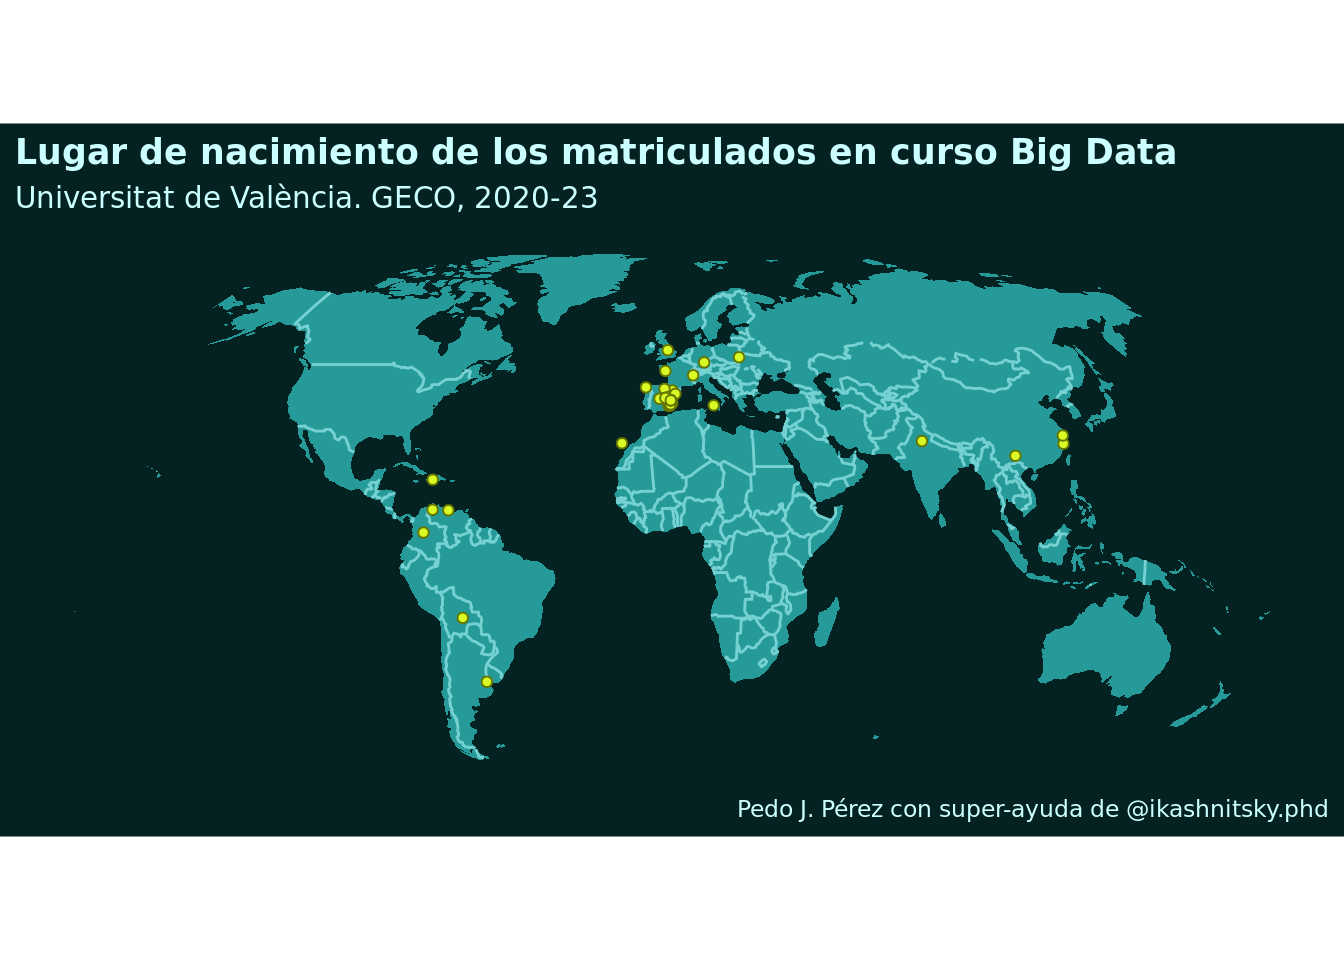 Lugar de nacimiento de los matriculados en curso Big Data
Universitat de València. GECO, 2020-23
Pedo J. Pérez con super-ayuda de @ikashnitsky.phd